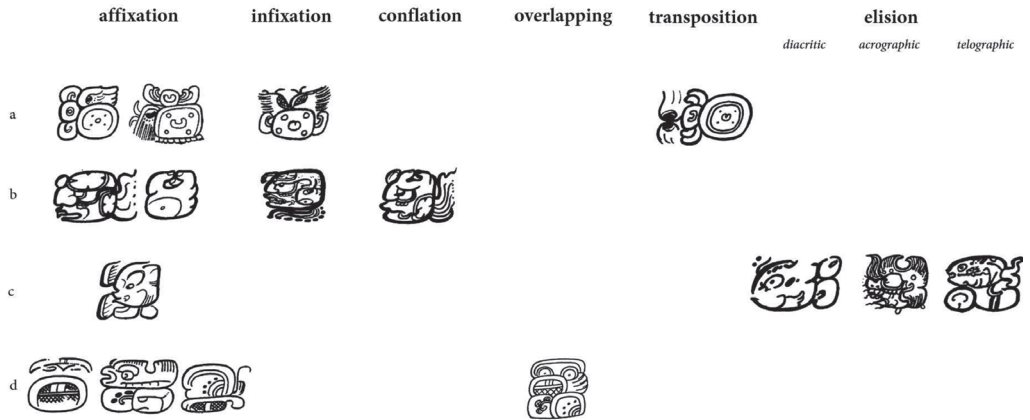 affixation infixation conflation overlapping transposition elision
diacritic acrographic telographic
a
b
c
d